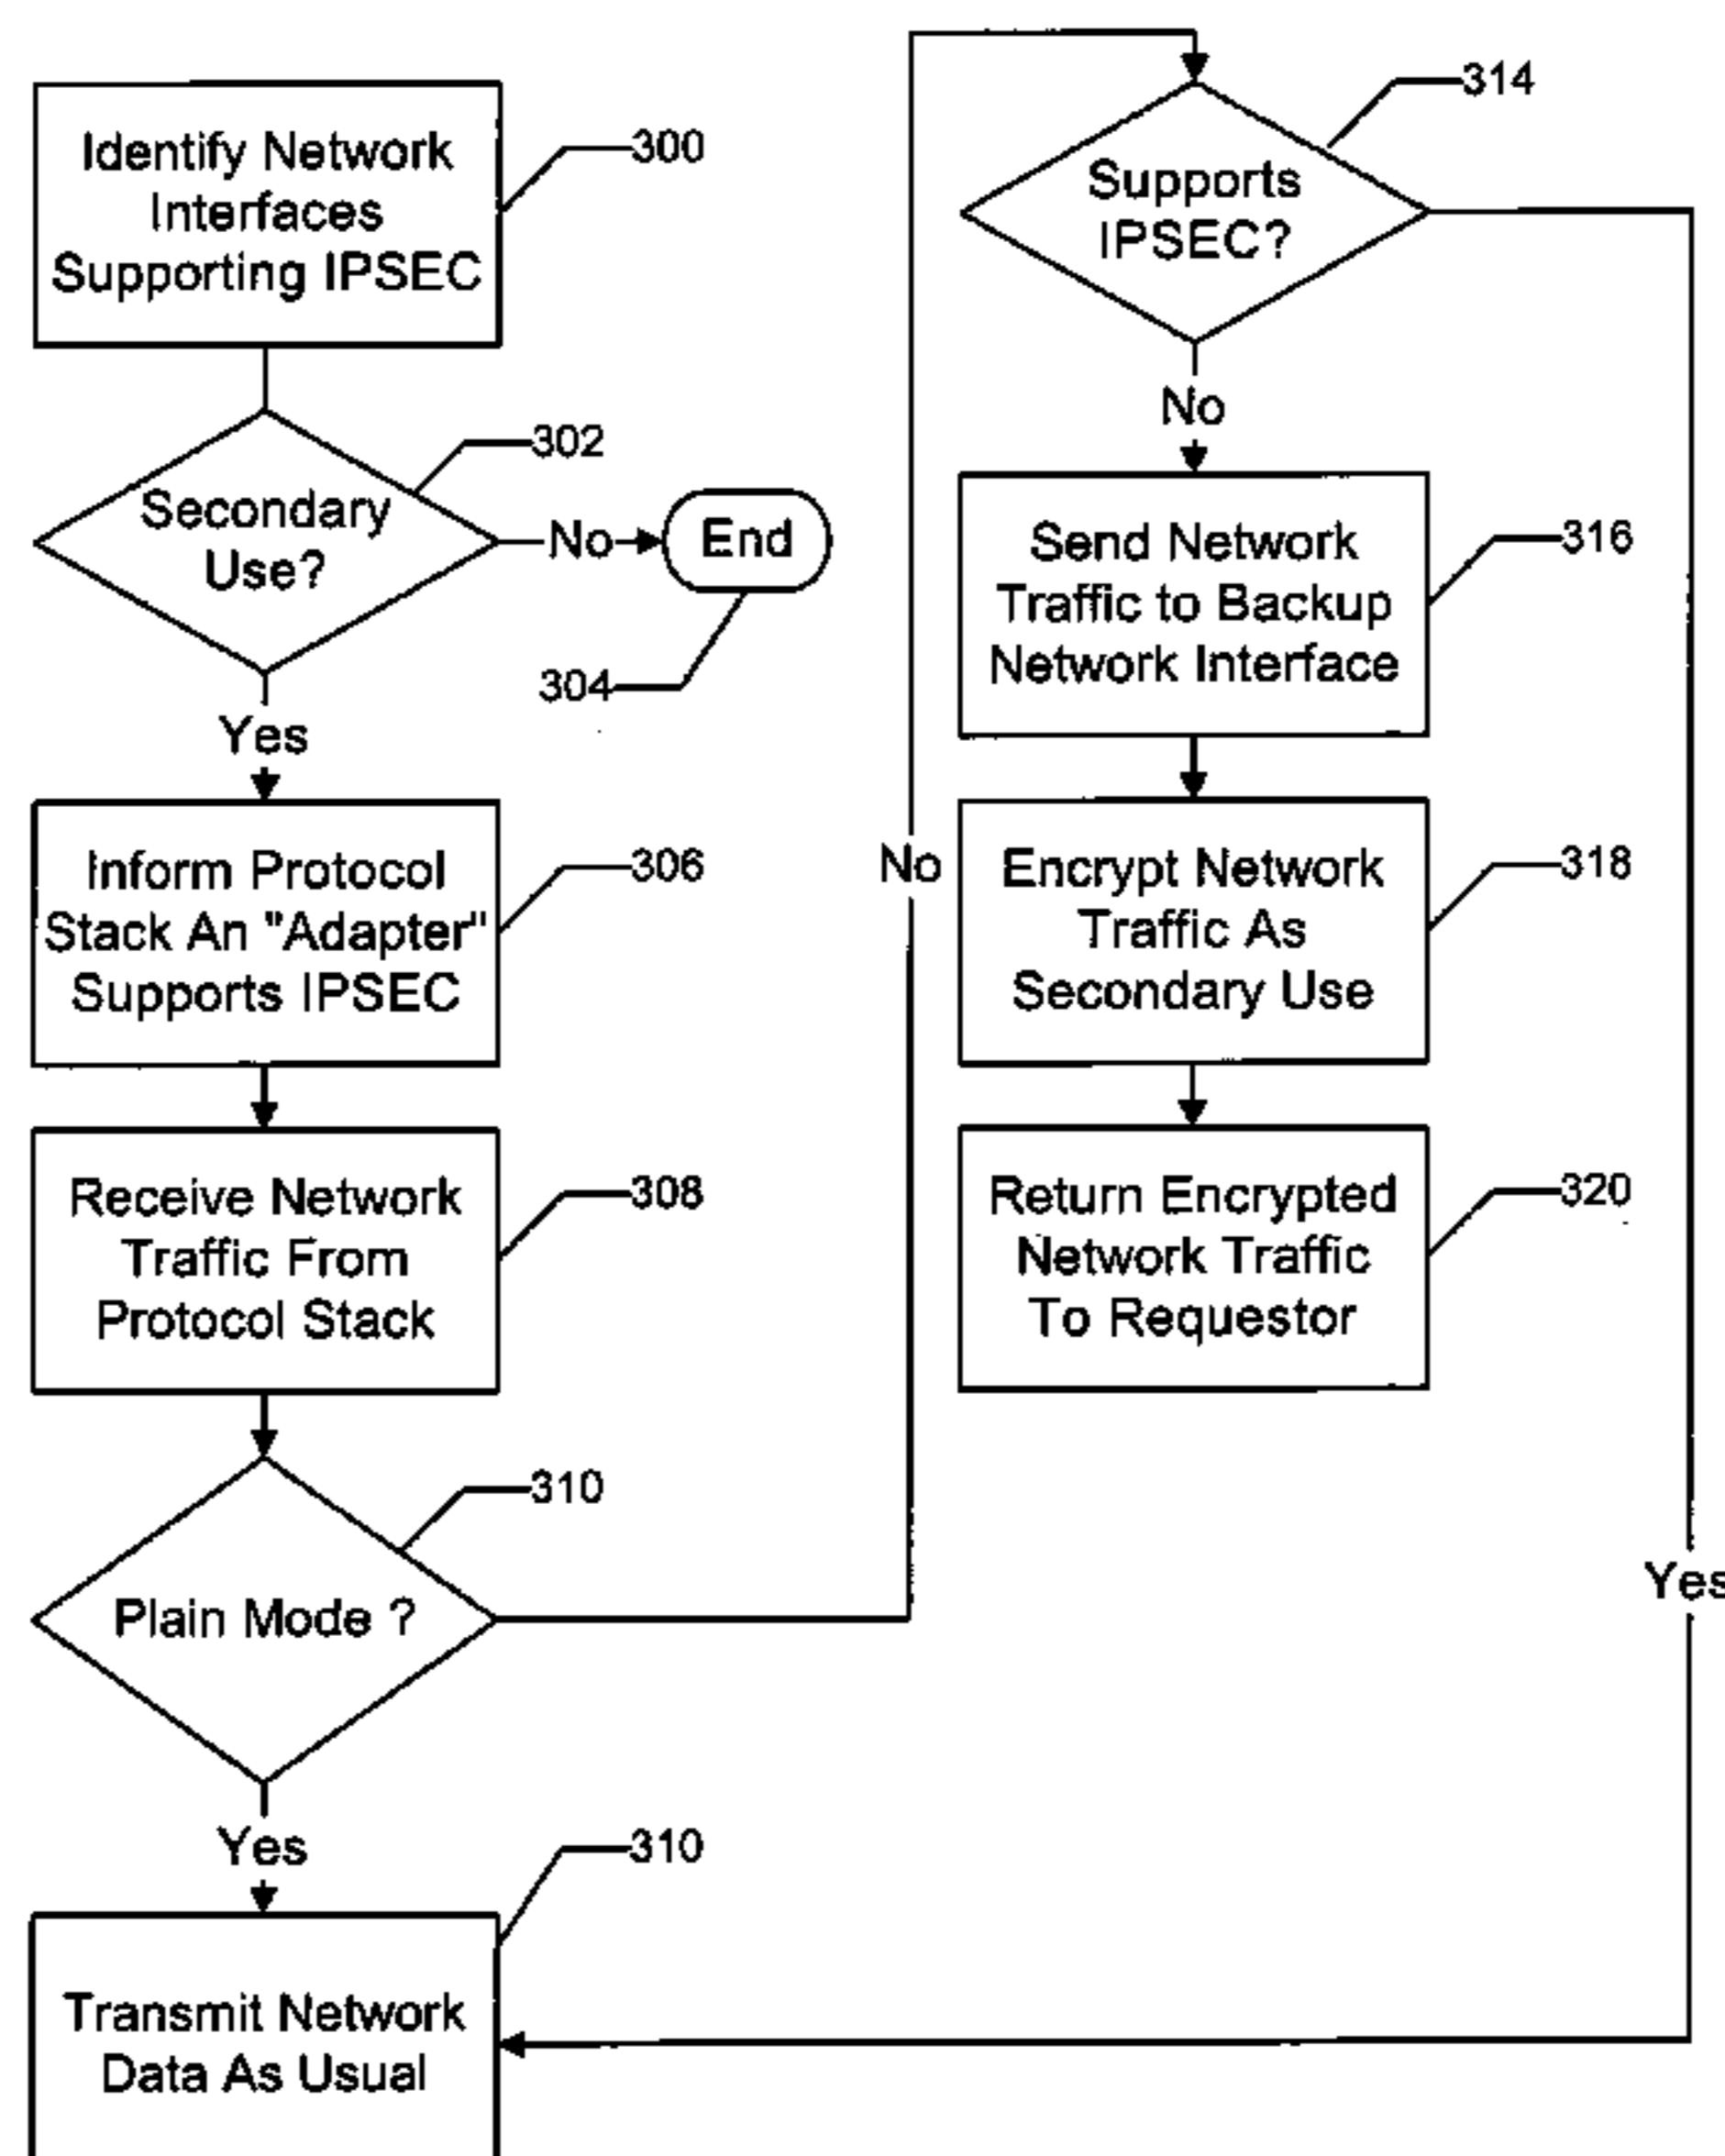 Identify Network
Interfaces
Supporting IPSEC
300
Secondary
Use?
302
No
End
304
Yes
Inform Protocol
Stack An "Adapter"
Supports IPSEC
306
Receive Network
Traffic From
Protocol Stack
308
Plain Mode ?
310
No
Yes
Transmit Network
Data As Usual
310
Supports
IPSEC?
314
No
Send Network
Traffic to Backup
Network Interface
316
Encrypt Network
Traffic As
Secondary Use
318
Return Encrypted
Network Traffic
To Requestor
320
Yes